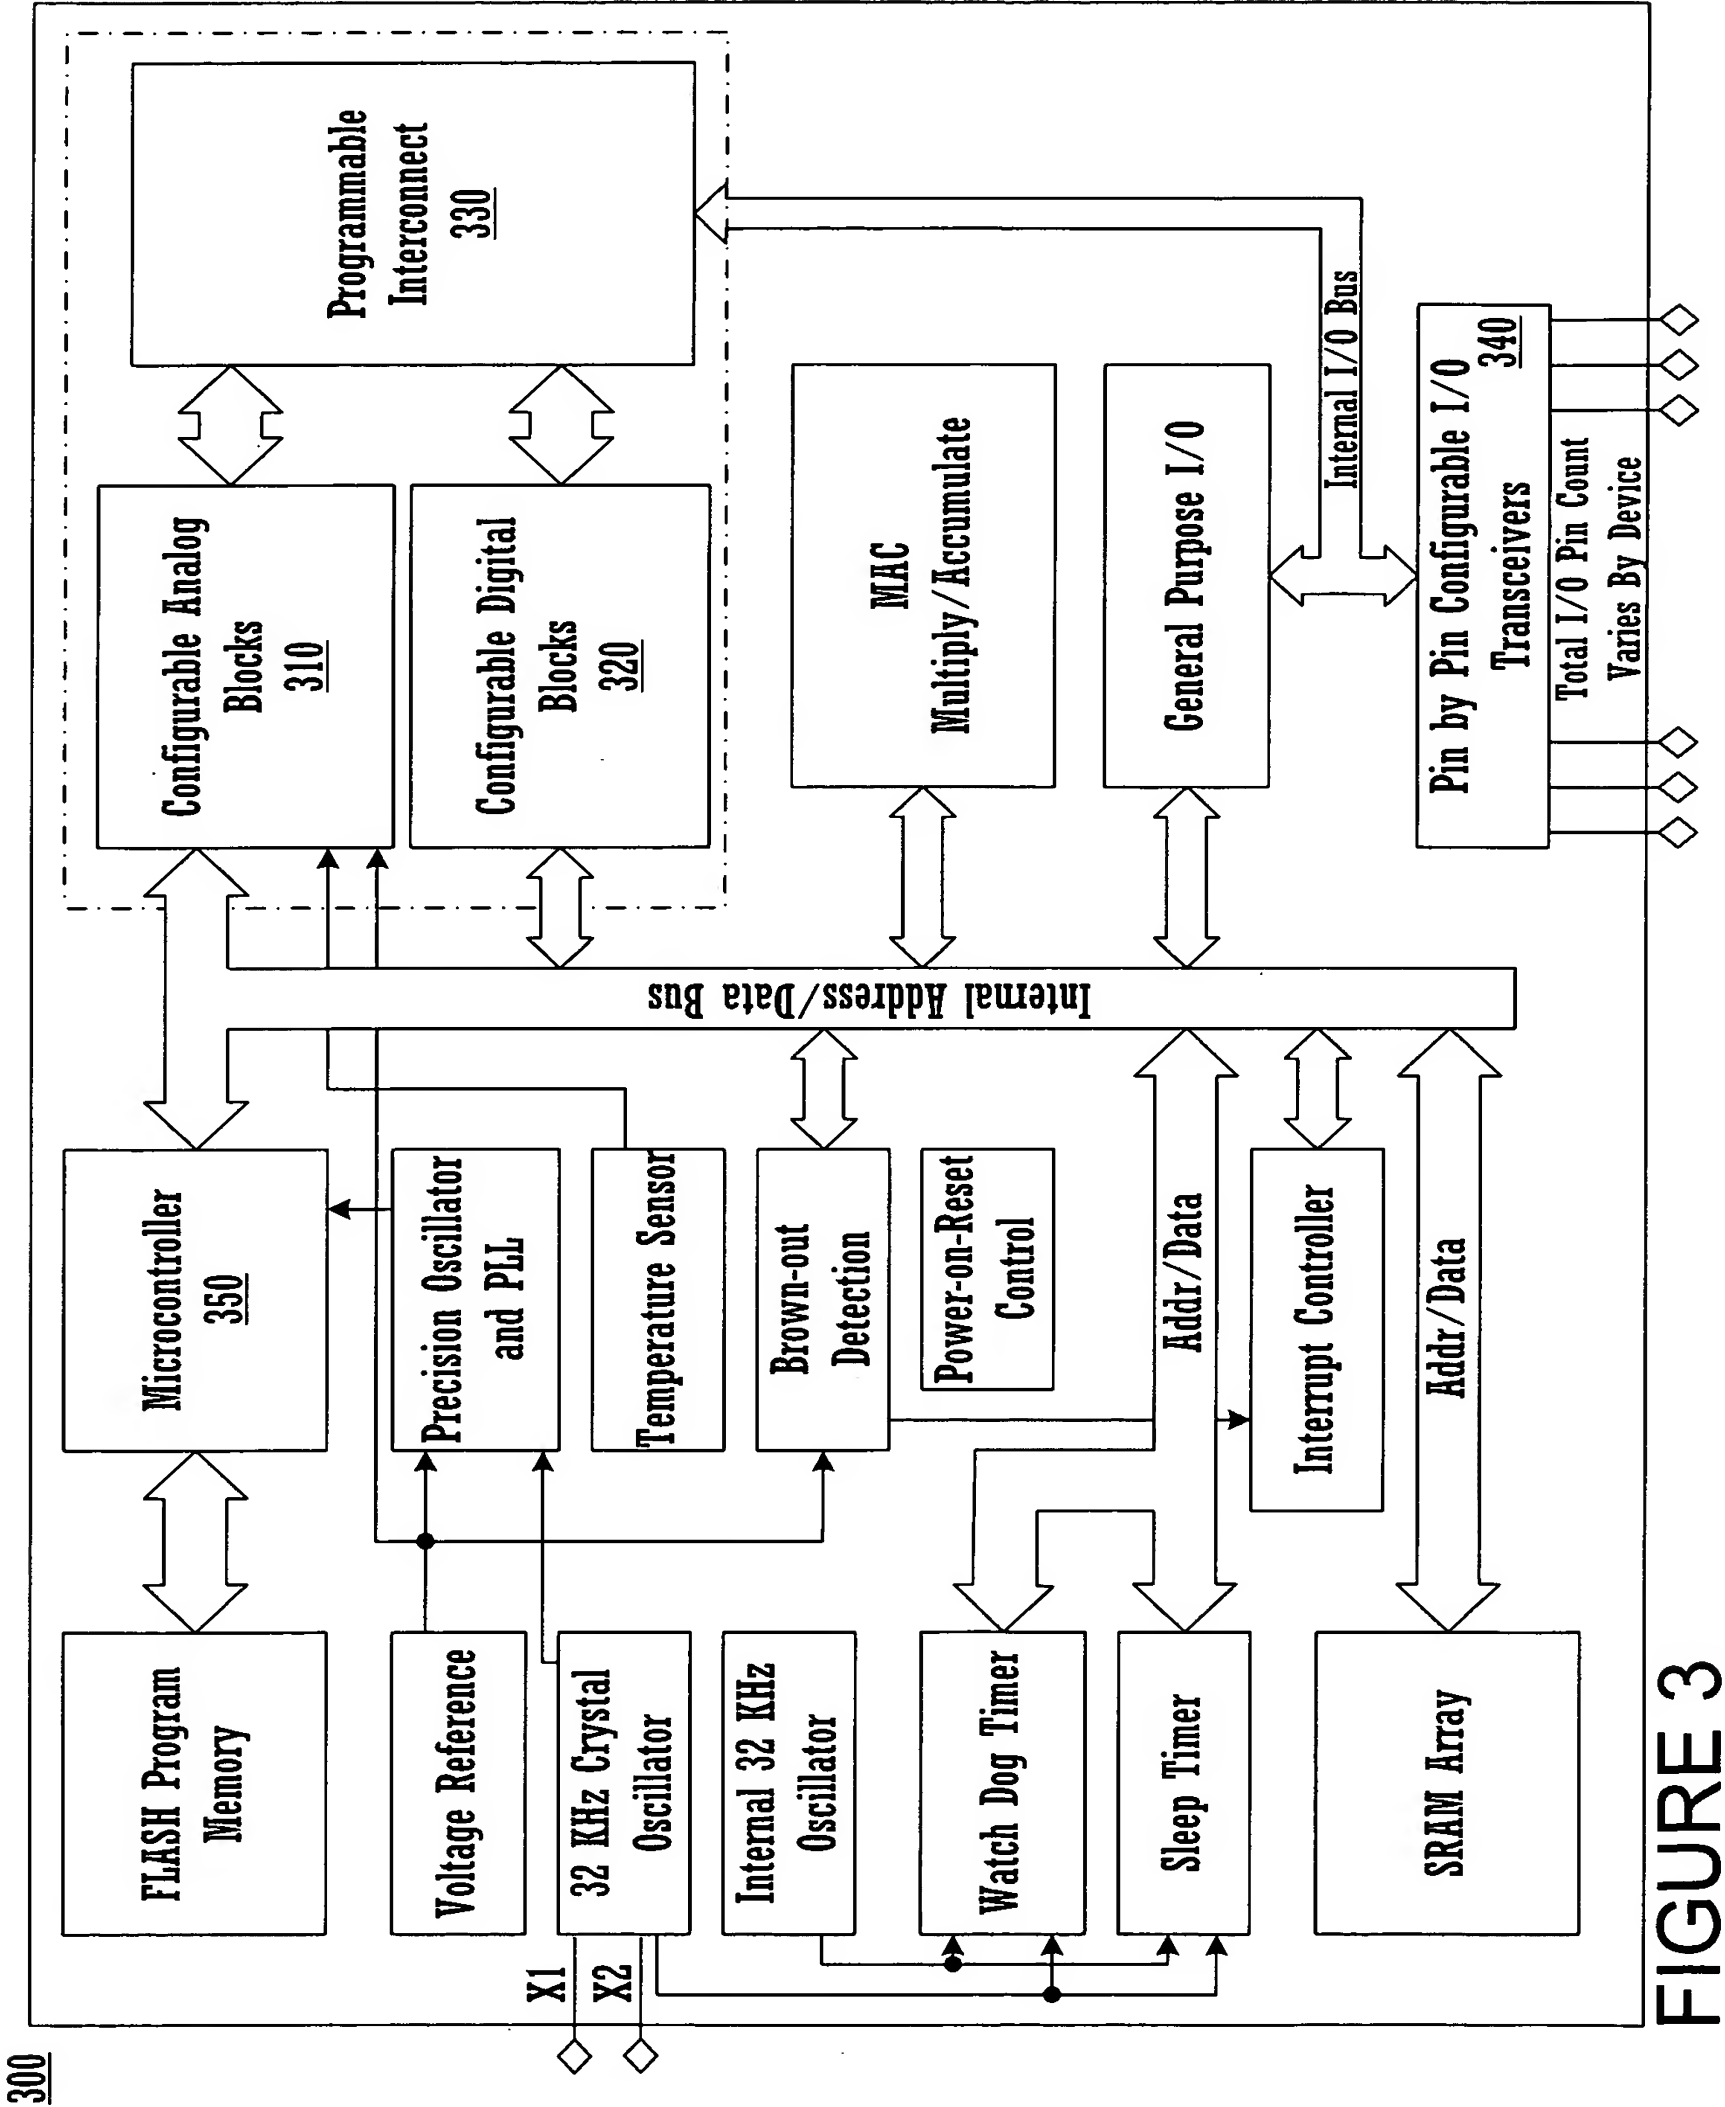 300
FLASH Program
Memory
Microcontroller
350
Configurable Analog
Blocks
310
Programmable
Interconnect
330
Voltage Reference
Precision Oscillator
and PLL
Configurable Digital
Blocks
320
X1
X2
32 KHz Crystal
Oscillator
Temperature Sensor
Internal Address/Data Bus
Internal 32 KHz
Oscillator
Brown-out
Detection
MAC
Multiply/Accumulate
Power-on-Reset
Control
Watch Dog Timer
Addr/Data
General Purpose I/O
Sleep Timer
Interrupt Controller
Internal I/O Bus
SRAM Array
Addr/Data
Pin by Pin Configurable I/O
Transceivers
340
Total I/O Pin Count
Varies By Device
FIGURE 3